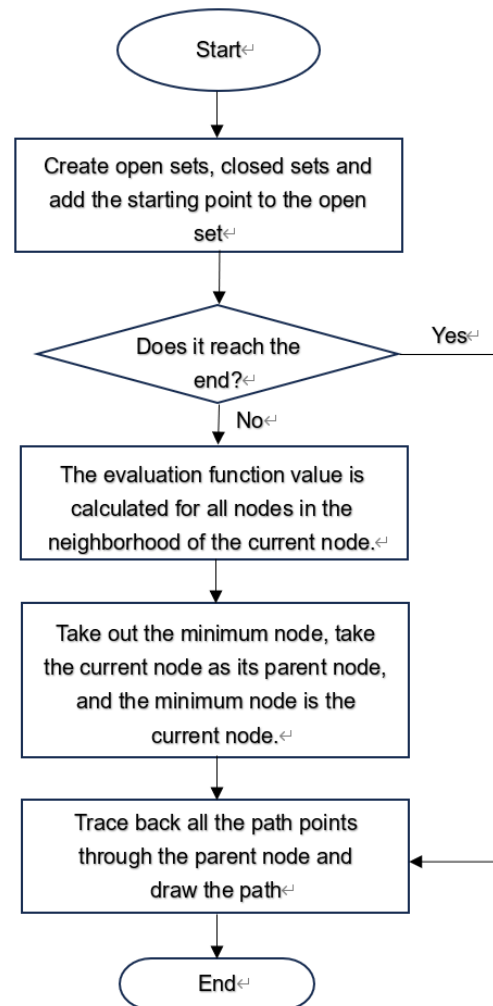 Start
Create open sets, closed sets and
add the starting point to the open
set
Does it reach the
end?
Yes
No
The evaluation function value is
calculated for all nodes in the
neighborhood of the current node.
Take out the minimum node, take
the current node as its parent node,
and the minimum node is the
current node.
Trace back all the path points
through the parent node and
draw the path
End